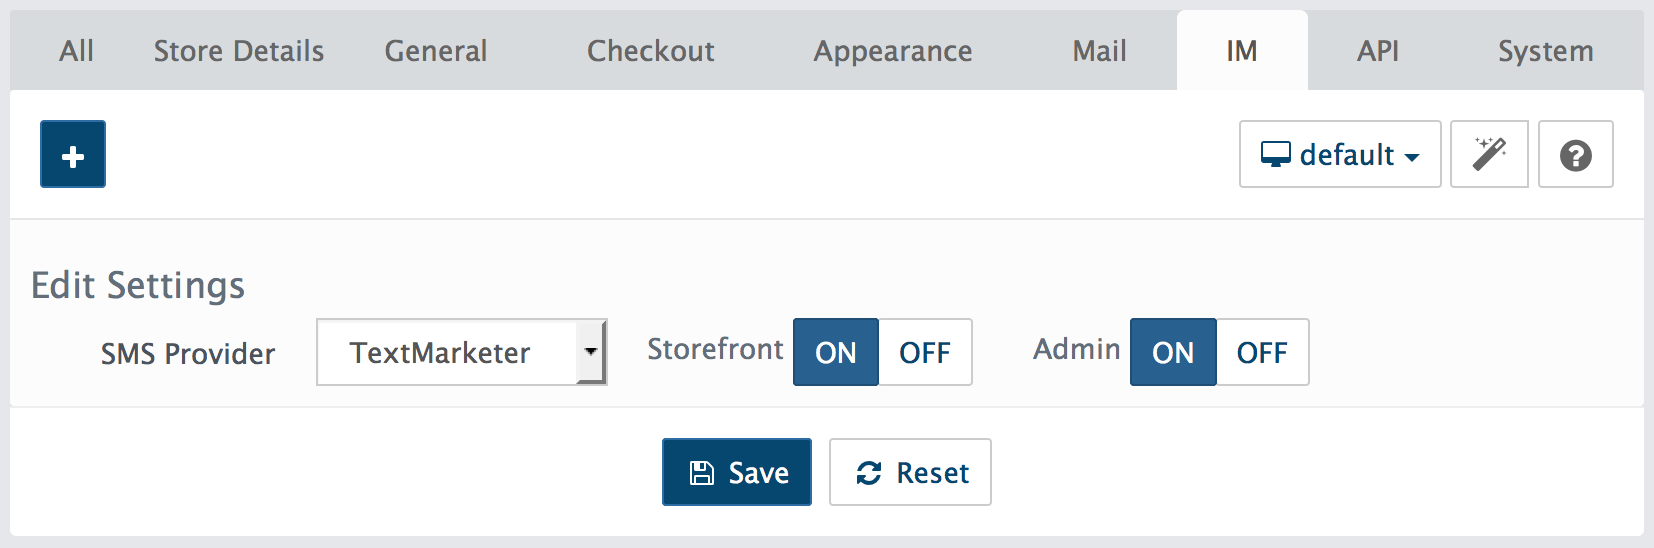 All Store Details General Checkout Appearance Mail IM API System
default
Edit Settings
SMS Provider TextMarketer Storefront ON OFF Admin ON OFF
Save Reset